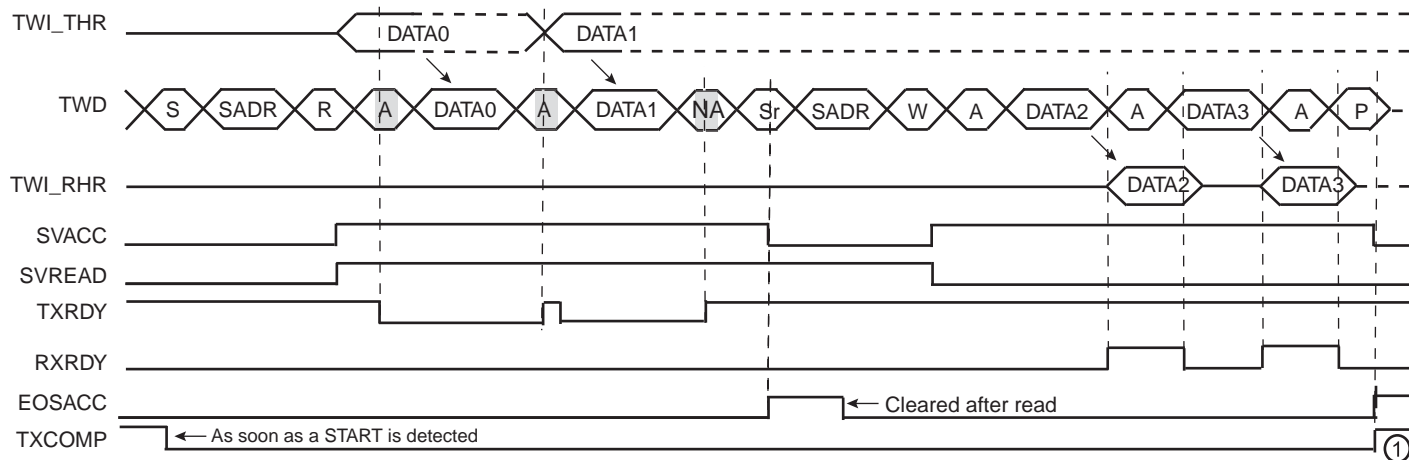 TWI_THR DATA0 DATA1
TWD S SADR R A DATA0 A DATA1 NA Sr SADR W A DATA2 A DATA3 A P
TWI_RHR DATA2 DATA3
SVACC
SVREAD
TXRDY
RXRDY
EOSACC Cleared after read
TXCOMP As soon as a START is detected 1